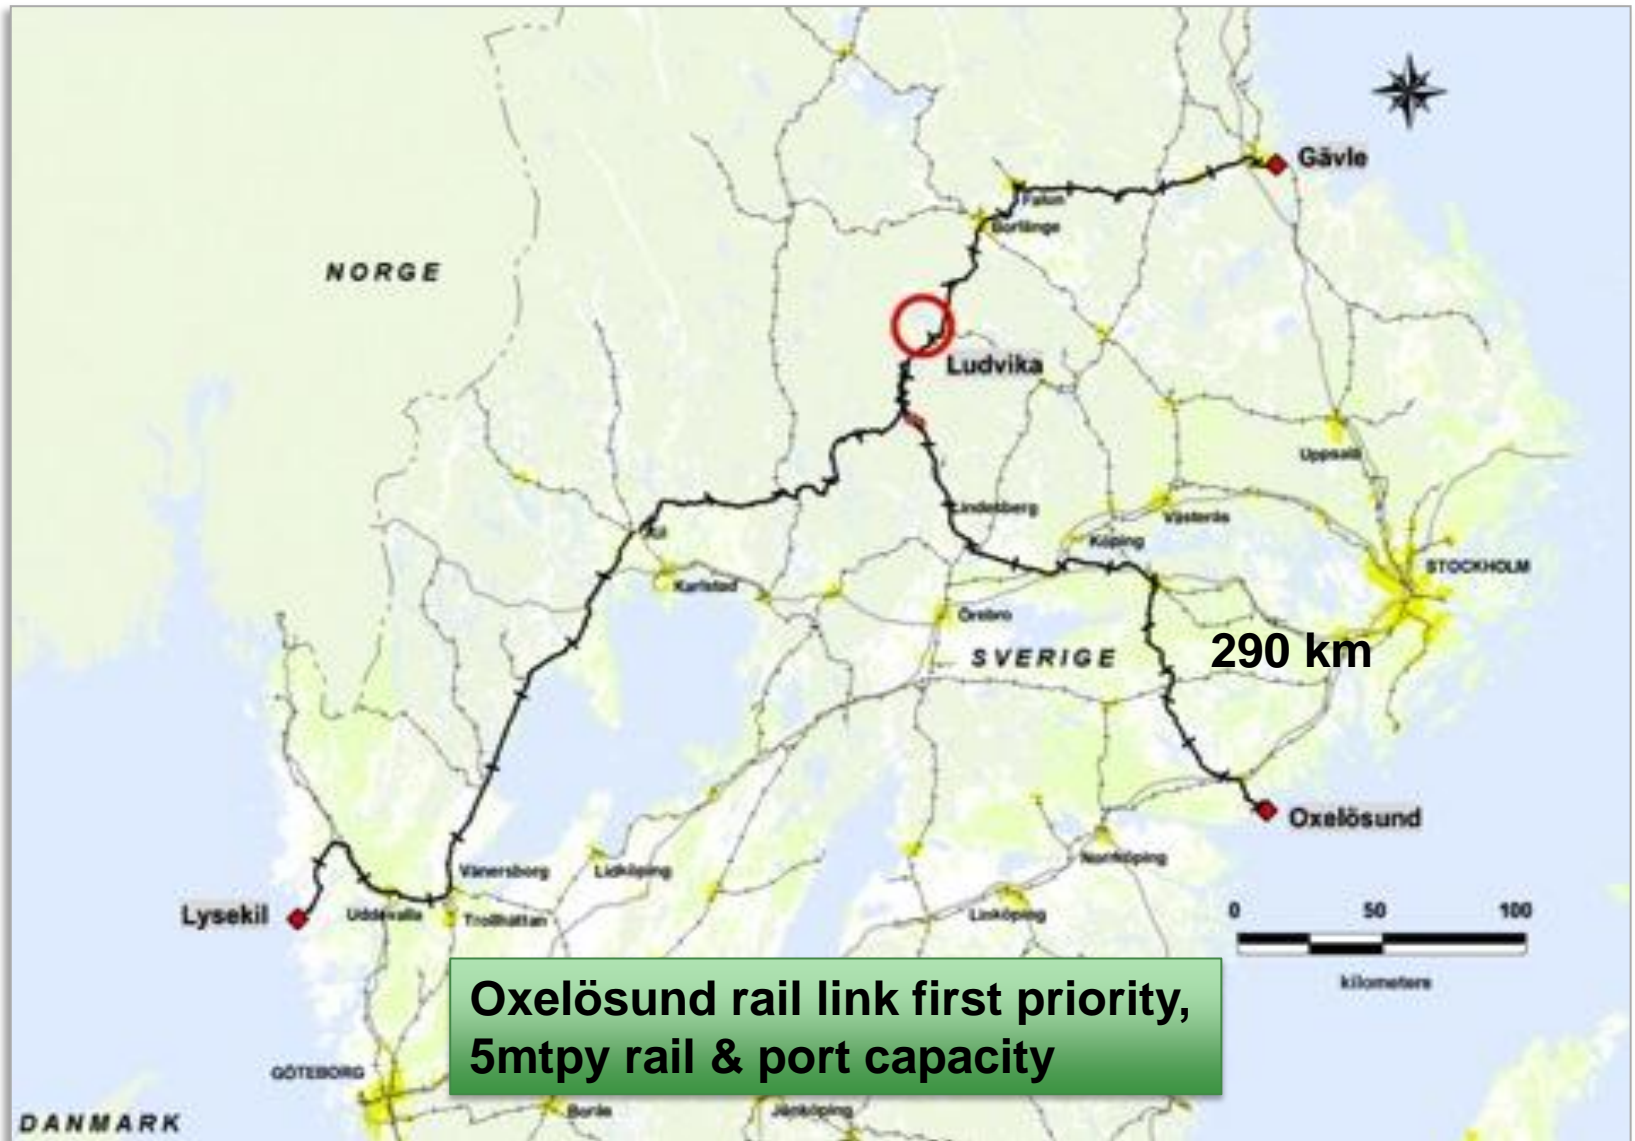 Gävle
Falun
Borlänge
NORGE
Ludvika
Uppsala
Lindesberg
Västerås
Köping
Kil
STOCKHOLM
Karlstad
Örebro
SVERIGE
290 km
Oxelösund
Norrköping
Vänersborg
Lidköping
Lysekil
Uddevalla
Trollhättan
Linköping
0 50 100
kilometers
Oxelösund rail link first priority,
5mtpy rail & port capacity
GÖTEBORG
Borås
Jönköping
DANMARK